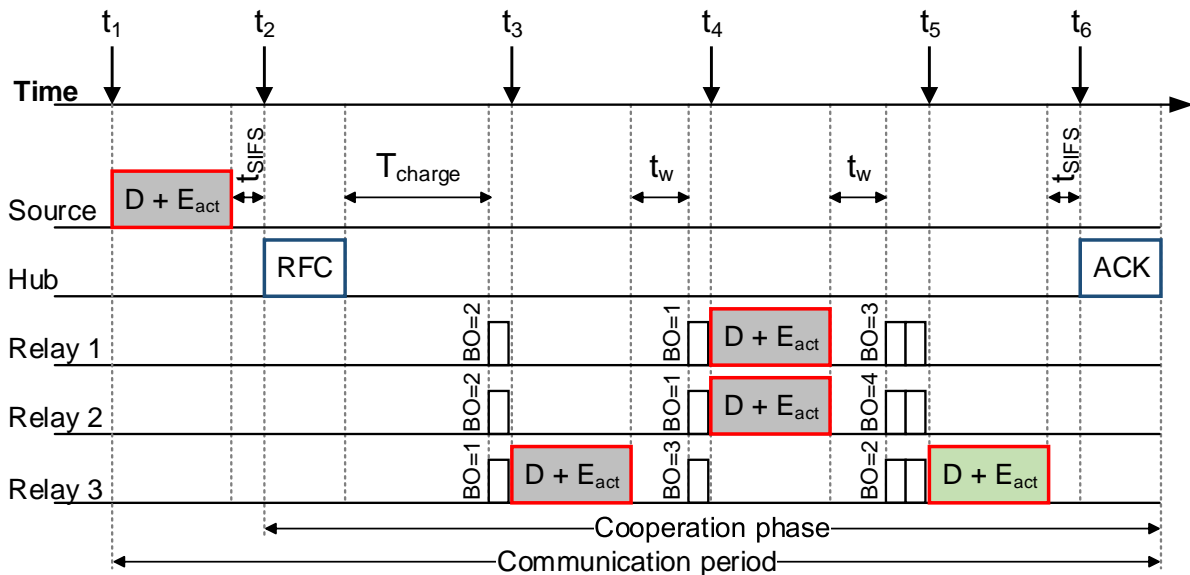 t1 t2 t3 t4 t5 t6
Time
tSIFS Tcharge tw tw tSIFS
Source D + Eact
Hub RFC ACK
BO=2 BO=1 BO=3
Relay 1 D + Eact
BO=2 BO=1 BO=4
Relay 2 D + Eact
BO=1 BO=3 BO=2
Relay 3 D + Eact D + Eact
Cooperation phase
Communication period